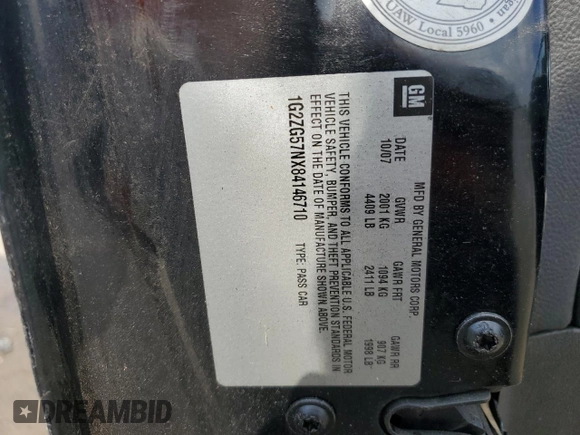 UAW Local 5960
GM
MFD BY GENERAL MOTORS CORP.
DATE GVWR GAWR FRT GAWR RR
10/07 2001 KG 1094 KG 907 KG
4409 LB 2411 LB 1998 LB
THIS VEHICLE CONFORMS TO ALL APPLICABLE U.S. FEDERAL MOTOR
VEHICLE SAFETY, BUMPER, AND THEFT PREVENTION STANDARDS IN
EFFECT ON THE DATE OF MANUFACTURE SHOWN ABOVE.
1G2ZG57NX84146710 TYPE: PASS CAR
DREAMBID